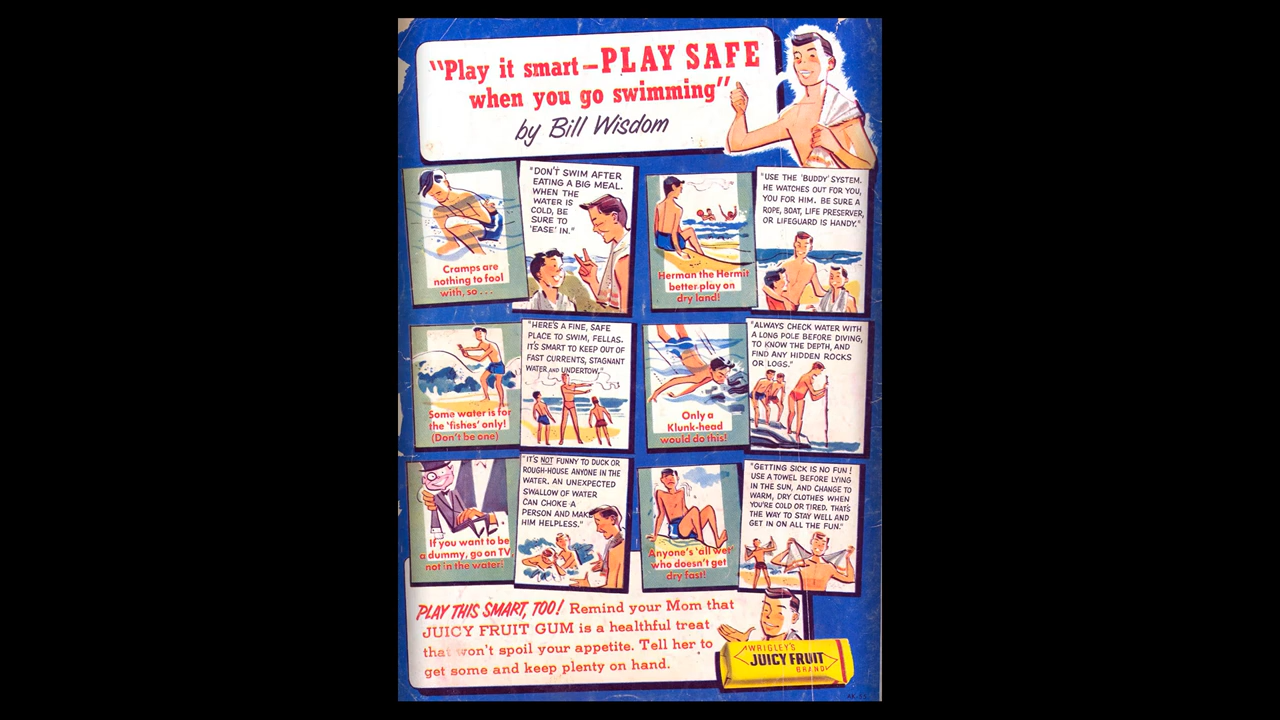 "Play it smart—PLAY SAFE
when you go swimming"
by Bill Wisdom
Cramps are
nothing to fool
with, so...
"DON'T SWIM AFTER
EATING A BIG MEAL.
WHEN THE
WATER IS
COLD, BE
SURE TO
'EASE' IN."
Herman the Hermit
better play on
dry land!
"USE THE 'BUDDY' SYSTEM.
HE WATCHES OUT FOR YOU,
YOU FOR HIM. BE SURE A
ROPE, BOAT, LIFE PRESERVER,
OR LIFEGUARD IS HANDY."
Some water is for
the 'fishes' only!
(Don't be one)
"HERE'S A FINE, SAFE
PLACE TO SWIM, FELLAS.
IT'S SMART TO KEEP OUT OF
FAST CURRENTS, STAGNANT
WATER AND UNDERTOW."
Only a
Klunk-head
would do this!
"ALWAYS CHECK WATER WITH
A LONG POLE BEFORE DIVING,
TO KNOW THE DEPTH, AND
FIND ANY HIDDEN ROCKS
OR LOGS."
If you want to be
a dummy, go on TV,
not in the water!
"IT'S NOT FUNNY TO DUCK OR
ROUGH-HOUSE ANYONE IN THE
WATER. AN UNEXPECTED
SWALLOW OF WATER
CAN CHOKE A
PERSON AND MAKE
HIM HELPLESS."
Anyone's 'all wet'
who doesn't get
dry fast!
"GETTING SICK IS NO FUN!
USE A TOWEL BEFORE LYING
IN THE SUN, AND CHANGE TO
WARM, DRY CLOTHES WHEN
YOU'RE COLD OR TIRED. THAT'S
THE WAY TO STAY WELL AND
GET IN ON ALL THE FUN."
PLAY THIS SMART, TOO! Remind your Mom that
JUICY FRUIT GUM is a healthful treat
that won't spoil your appetite. Tell her to
get some and keep plenty on hand.
WRIGLEY'S
JUICY FRUIT
BRAND